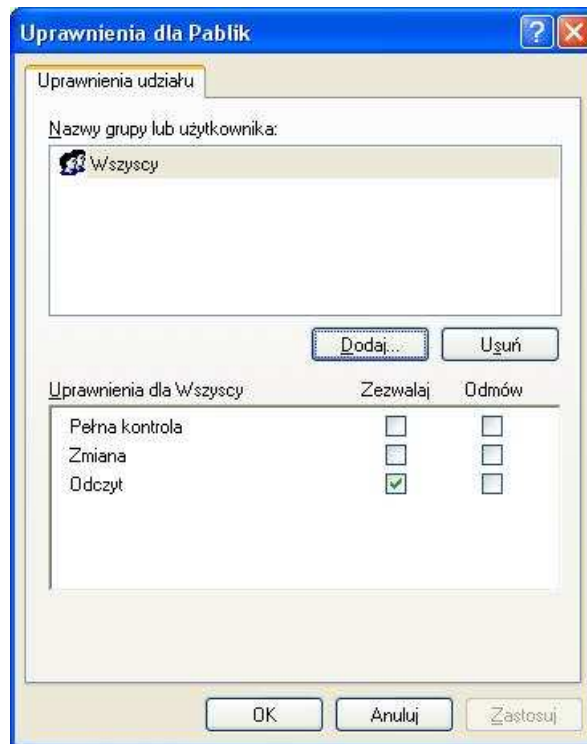 Uprawnienia dla Pablik
Uprawnienia udziału
Nazwy grupy lub użytkownika:
Wszyscy
Dodaj... Usuń
Uprawnienia dla Wszyscy Zezwalaj Odmów
Pełna kontrola
Zmiana
Odczyt
OK Anuluj Zastosuj